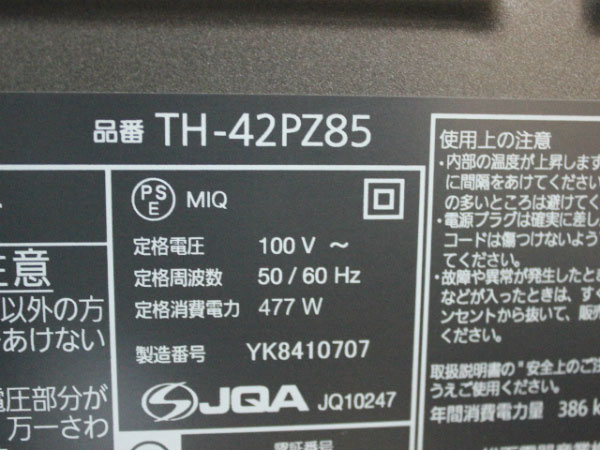 品番 TH-42PZ85
PS
E
MIQ
定格電圧 100 V ～
定格周波数 50 / 60 Hz
定格消費電力 477 W
製造番号 YK8410707
JQA JQ10247
認証番号
注意
以外の方
あけない
電圧部分が
万一さわ
使用上の注意
・内部の温度が上昇します
に間隔をあけてください
の多いところは避けてく
・電源プラグは確実に差し
コードは傷つけないよう
てください。
・故障や異常が発生したとき
などが入ったときは、すぐ
ンセントから抜いて、販売
ください。
取扱説明書の"安全上のご注
うえご使用ください。
年間消費電力量 386 k